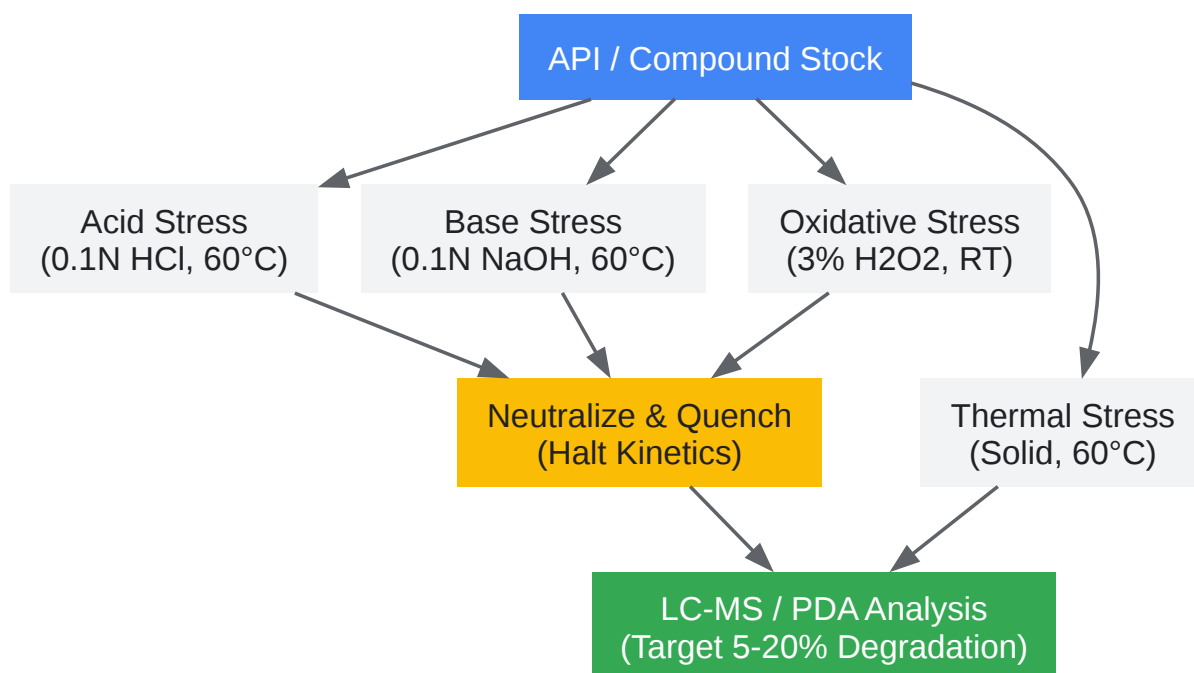 API / Compound Stock
Acid Stress
(0.1N HCl, 60°C)
Base Stress
(0.1N NaOH, 60°C)
Oxidative Stress
(3% H2O2, RT)
Neutralize & Quench
(Halt Kinetics)
Thermal Stress
(Solid, 60°C)
LC-MS / PDA Analysis
(Target 5-20% Degradation)